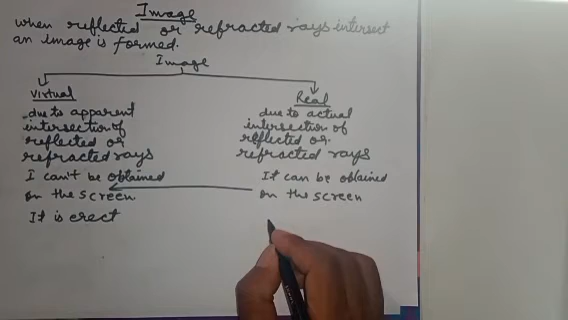 Image
when reflected or refracted rays intersect
an image is formed.
Image
Virtual
due to apparent
intersection of
reflected or
refracted rays
I can't be obtained
on the screen
It is erect
Real
due to actual
intersection of
reflected or
refracted rays
It can be obtained
on the screen